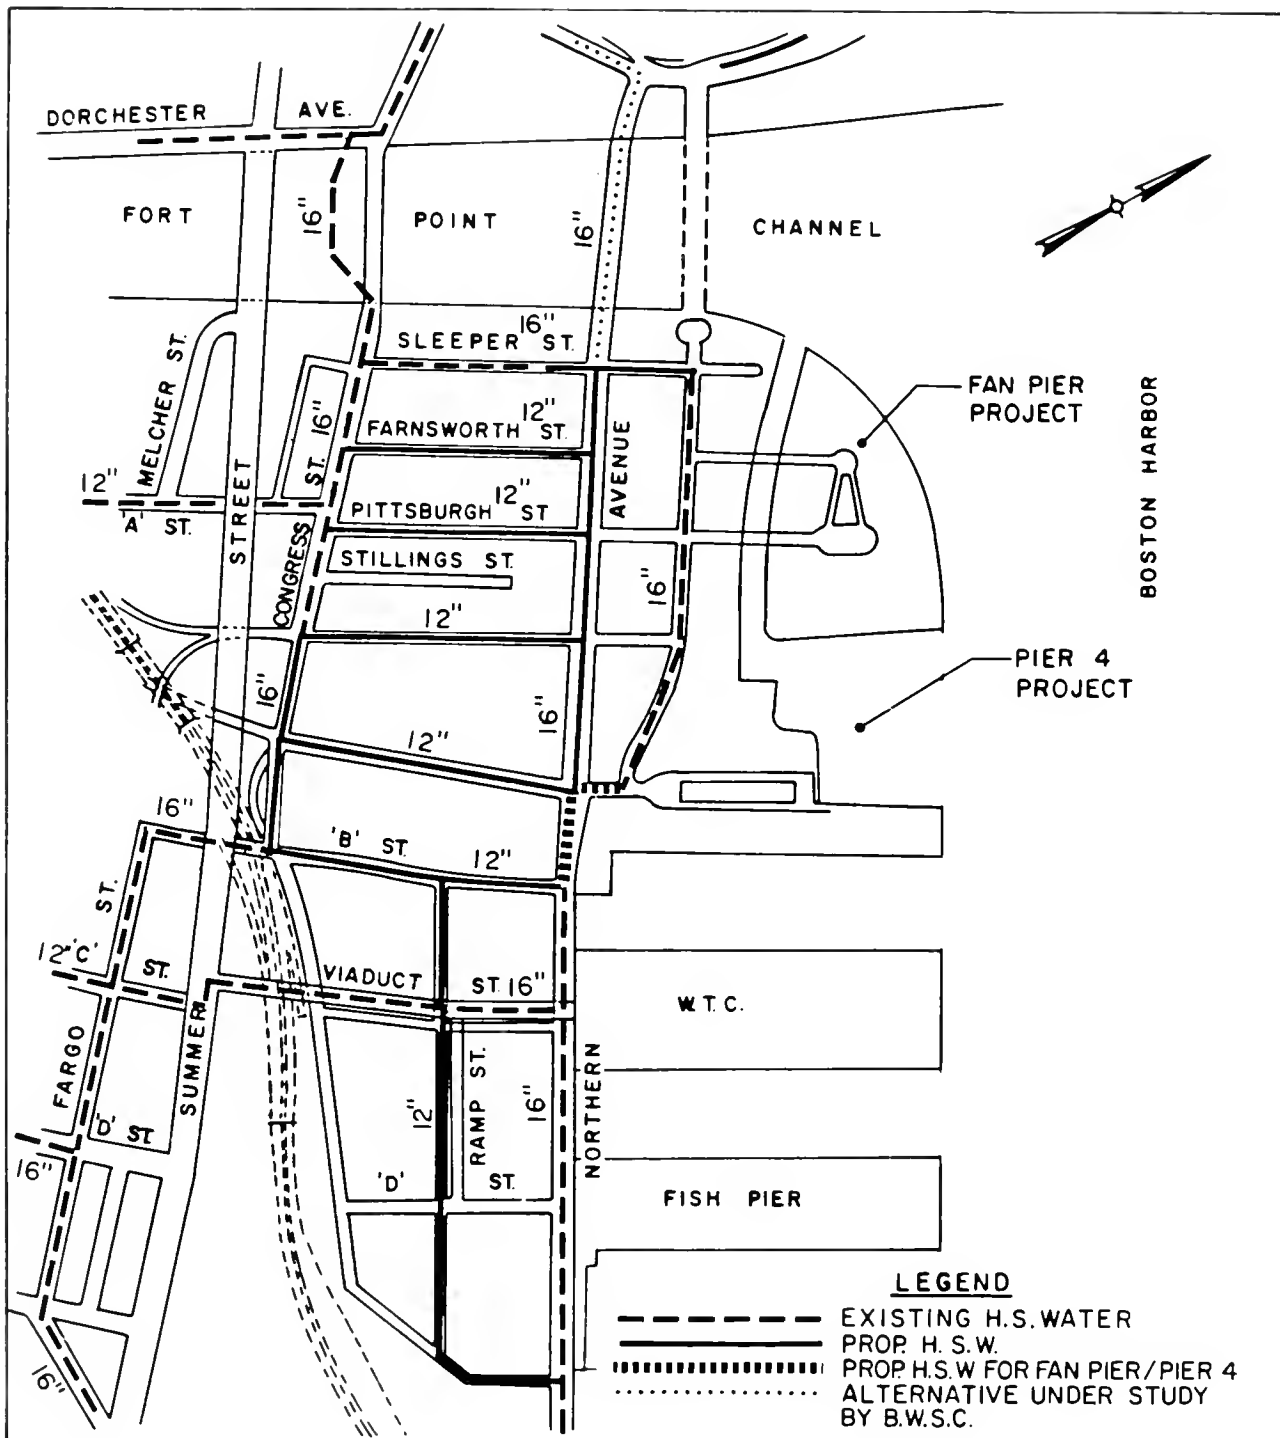 DORCHESTER AVE.
FORT POINT CHANNEL
16"
16"
SLEEPER ST.
16"
MELCHER ST.
16"
ST.
FARNSWORTH ST.
12"
AVENUE
FAN PIER
PROJECT
BOSTON HARBOR
12"
'A' ST.
STREET
PITTSBURGH ST
12"
CONGRESS
STILLINGS ST.
12"
16"
PIER 4
PROJECT
16"
12"
16"
16"
'B' ST.
12"
ST.
12"
'C' ST.
VIADUCT ST.
16"
W.T.C.
FARGO
SUMMER
12"
RAMP ST.
16"
NORTHERN
'D' ST.
16"
'D' ST.
FISH PIER
16"
LEGEND
EXISTING H.S. WATER
PROP. H.S.W.
PROP. H.S.W FOR FAN PIER/PIER 4
ALTERNATIVE UNDER STUDY
BY B.W.S.C.